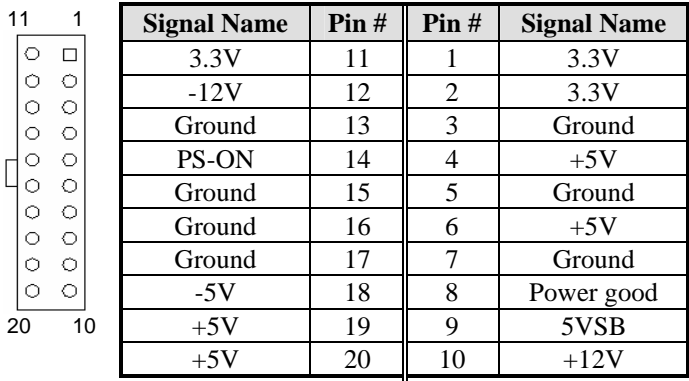 11 1
Signal Name Pin # Pin # Signal Name
3.3V 11 1 3.3V
-12V 12 2 3.3V
Ground 13 3 Ground
PS-ON 14 4 +5V
Ground 15 5 Ground
Ground 16 6 +5V
Ground 17 7 Ground
-5V 18 8 Power good
+5V 19 9 5VSB
+5V 20 10 +12V
20 10